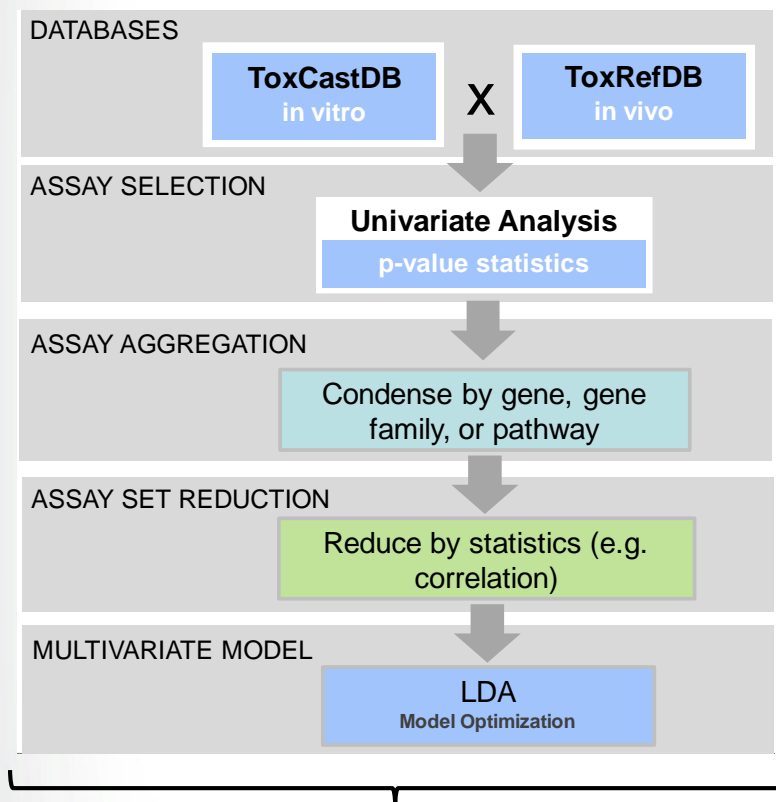 DATABASES
ToxCastDB
in vitro
X
ToxRefDB
in vivo
ASSAY SELECTION
Univariate Analysis
p-value statistics
ASSAY AGGREGATION
Condense by gene, gene
family, or pathway
ASSAY SET REDUCTION
Reduce by statistics (e.g.
correlation)
MULTIVARIATE MODEL
LDA
Model Optimization